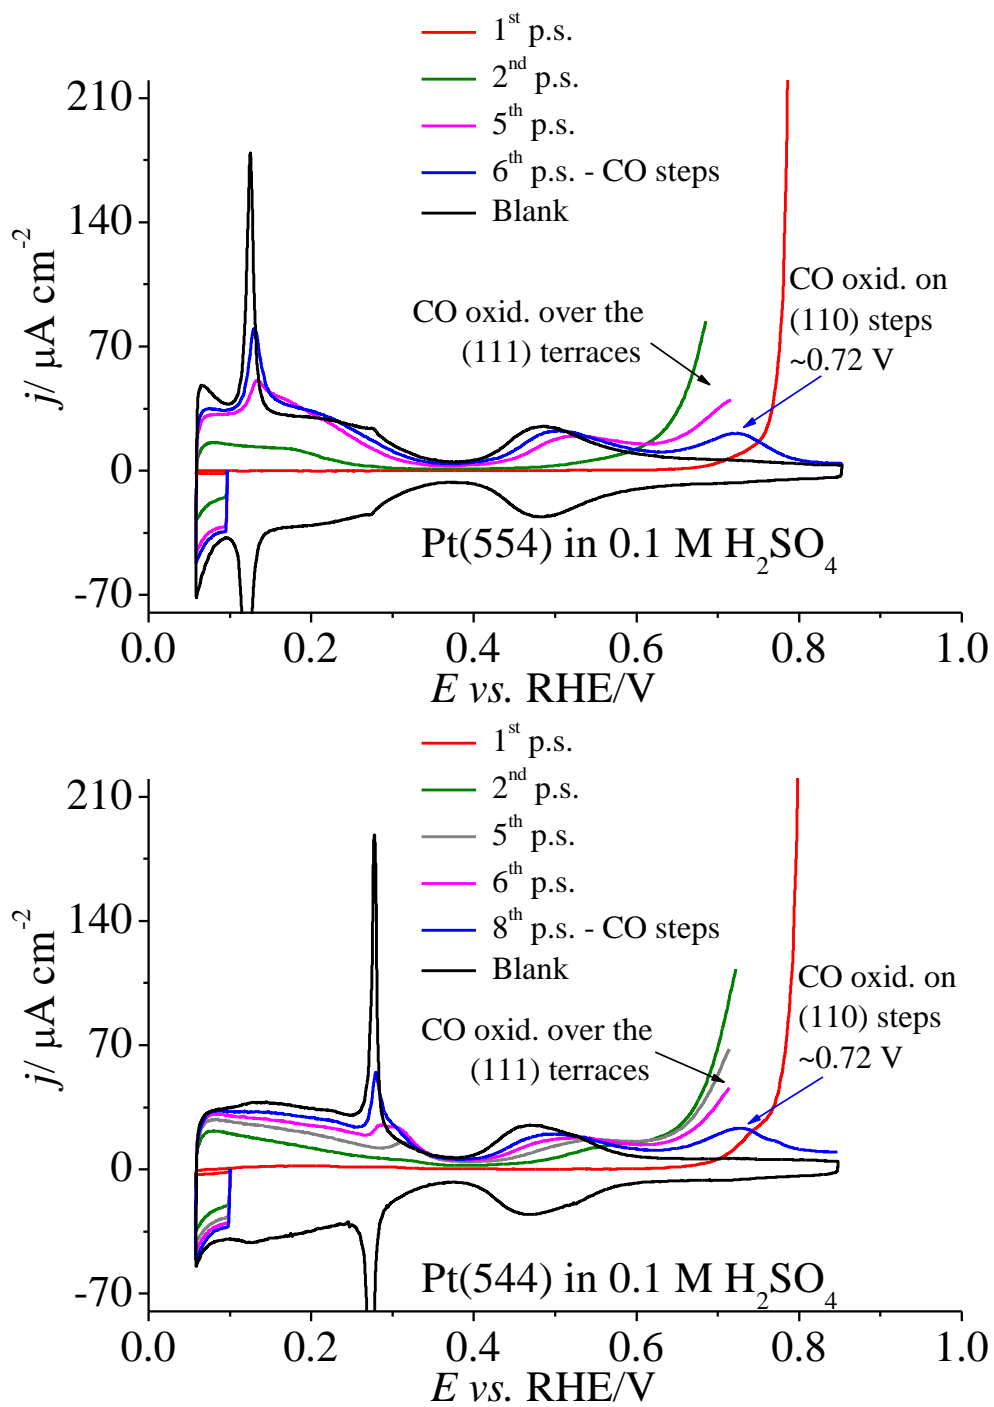 1st p.s.
2nd p.s.
5th p.s.
6th p.s. - CO steps
Blank
210
140
70
0
-70
j/ μA cm-2
CO oxid. over the
(111) terraces
CO oxid. on
(110) steps
~0.72 V
Pt(554) in 0.1 M H2SO4
0.0 0.2 0.4 0.6 0.8 1.0
E vs. RHE/V
1st p.s.
2nd p.s.
5th p.s.
6th p.s.
8th p.s. - CO steps
Blank
210
140
70
0
-70
j/ μA cm-2
CO oxid. over the
(111) terraces
CO oxid. on
(110) steps
~0.72 V
Pt(544) in 0.1 M H2SO4
0.0 0.2 0.4 0.6 0.8 1.0
E vs. RHE/V